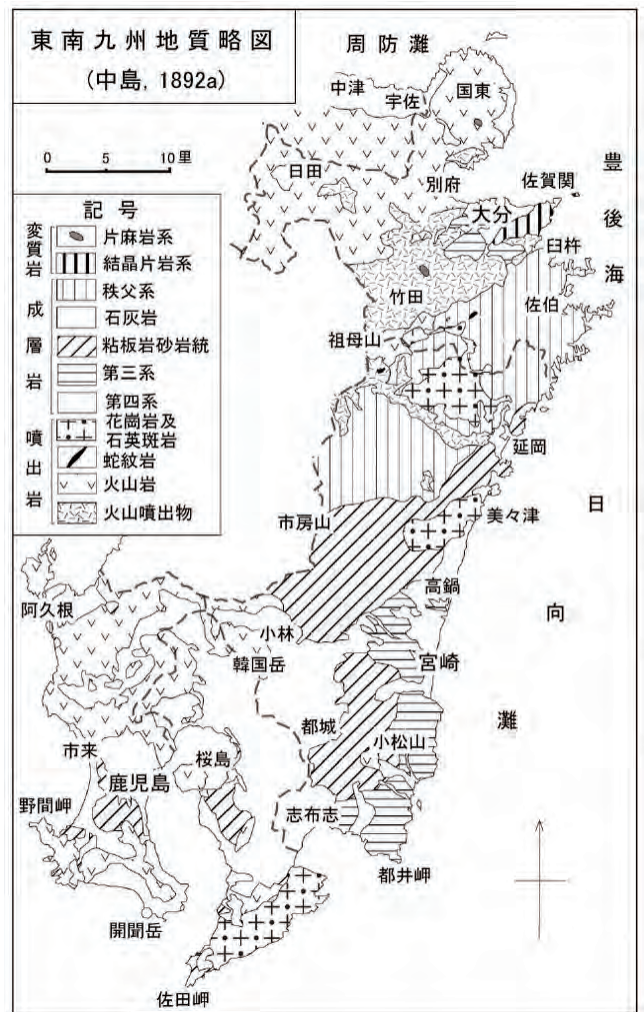 東南九州地質略図
(中島, 1892a)
0 5 10 里
記号
変質岩
片麻岩系
結晶片岩系
成層岩
秩父系
石灰岩
粘板岩砂岩統
第三系
第四系
噴出岩
花崗岩及
石英斑岩
蛇紋岩
火山岩
火山噴出物
周防灘
中津
宇佐
国東
日田
別府
佐賀関
大分
臼杵
豊後海
竹田
佐伯
祖母山
延岡
市房山
美々津
日向灘
高鍋
阿久根
小林
韓国岳
宮崎
都城
小松山
市来
桜島
鹿児島
野間岬
志布志
都井岬
開聞岳
佐田岬